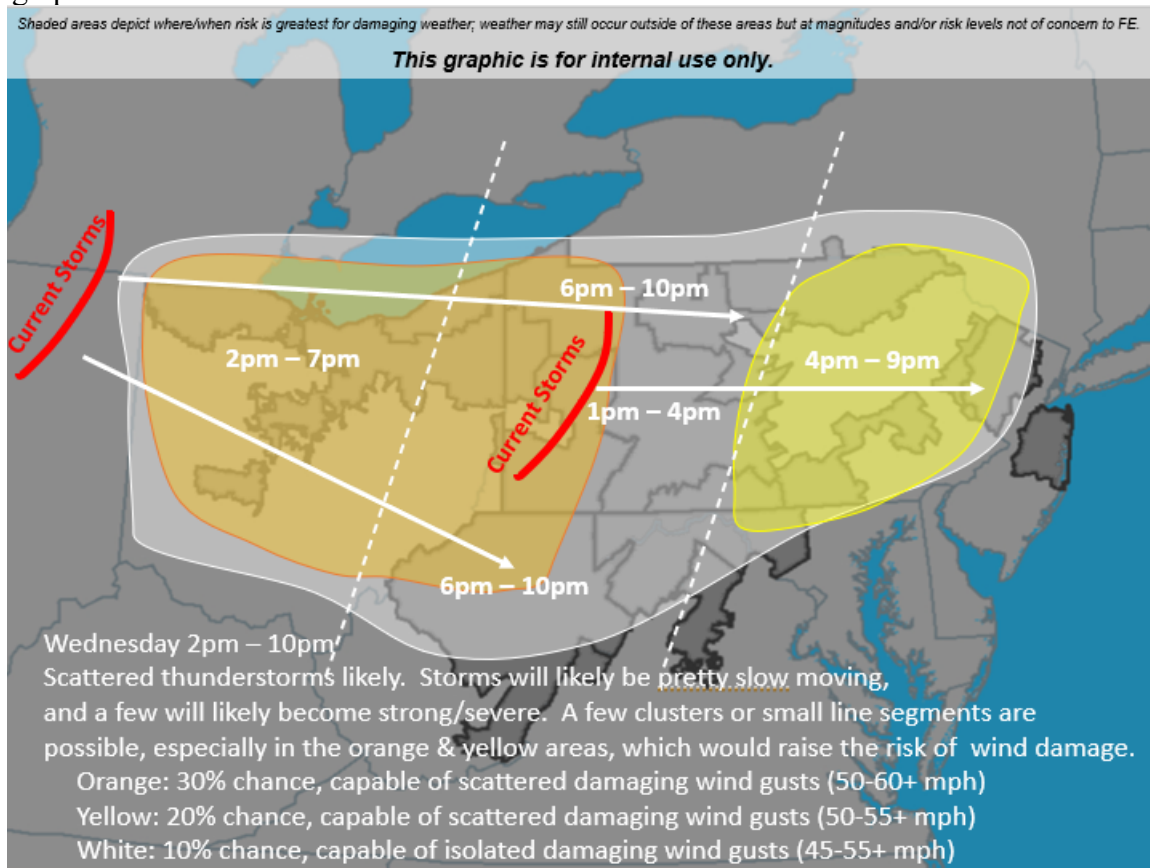 Shaded areas depict where/when risk is greatest for damaging weather; weather may still occur outside of these areas but at magnitudes and/or risk levels not of concern to FE.
This graphic is for internal use only.
Current Storms
6pm – 10pm
2pm – 7pm
4pm – 9pm
Current Storms
1pm – 4pm
6pm – 10pm
Wednesday 2pm – 10pm
Scattered thunderstorms likely. Storms will likely be pretty slow moving,
and a few will likely become strong/severe. A few clusters or small line segments are
possible, especially in the orange & yellow areas, which would raise the risk of wind damage.
Orange: 30% chance, capable of scattered damaging wind gusts (50-60+ mph)
Yellow: 20% chance, capable of scattered damaging wind gusts (50-55+ mph)
White: 10% chance, capable of isolated damaging wind gusts (45-55+ mph)